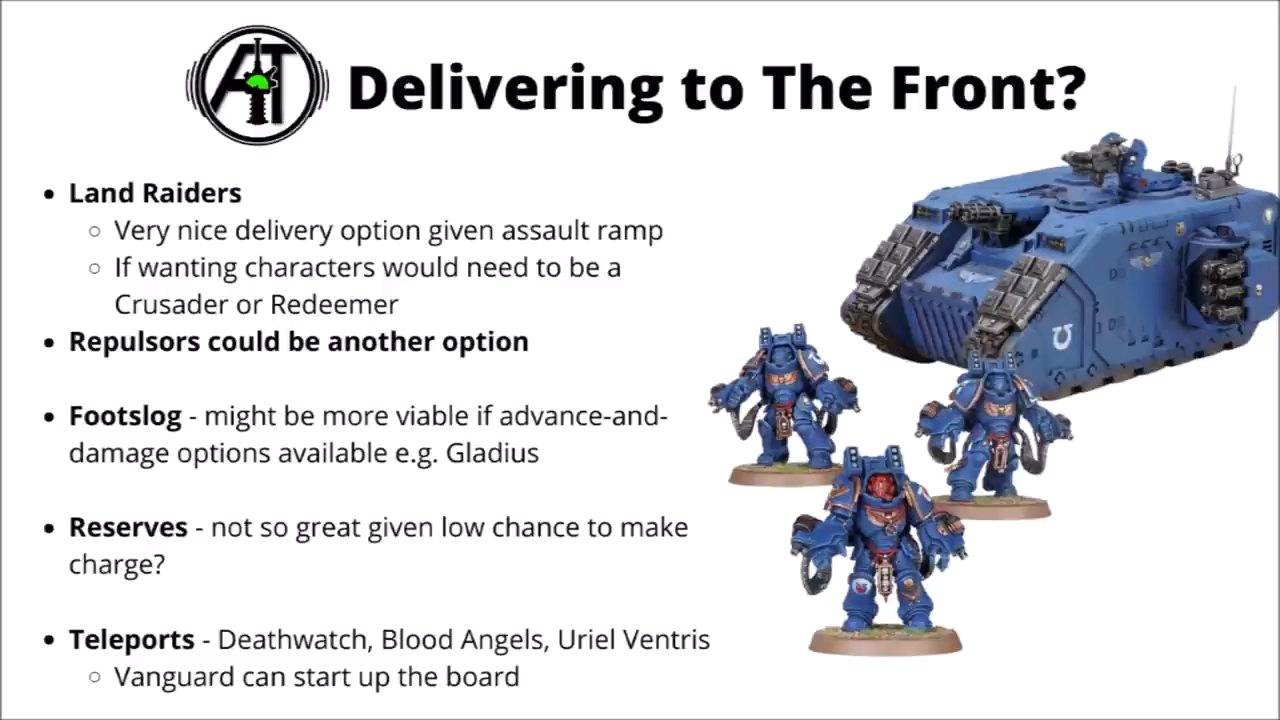 AT
Delivering to The Front?
• Land Raiders
○ Very nice delivery option given assault ramp
○ If wanting characters would need to be a
Crusader or Redeemer
• Repulsors could be another option
• Footslog - might be more viable if advance-and-
damage options available e.g. Gladius
• Reserves - not so great given low chance to make
charge?
• Teleports - Deathwatch, Blood Angels, Uriel Ventris
○ Vanguard can start up the board